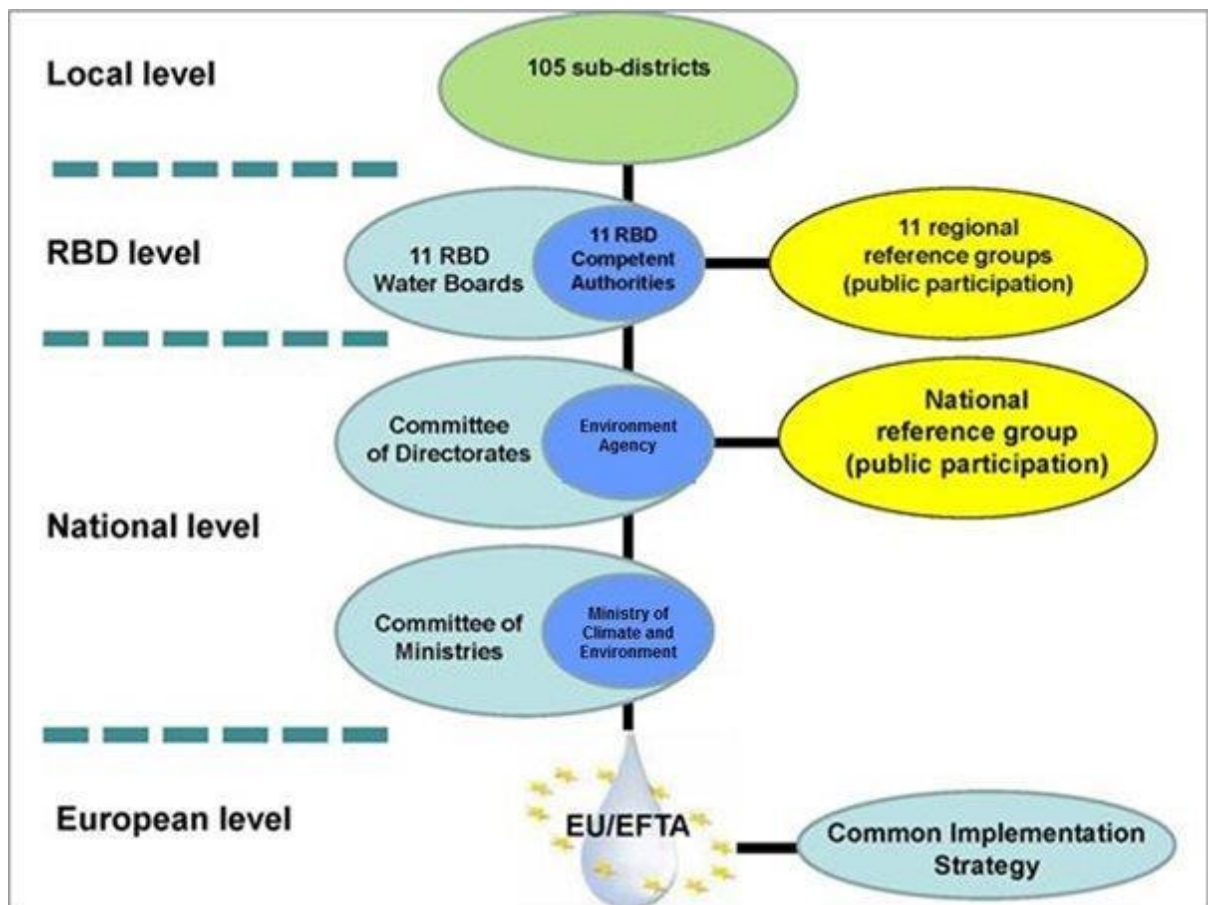 Local level
105 sub-districts
RBD level
11 RBD
Water Boards
11 RBD
Competent
Authorities
11 regional
reference groups
(public participation)
National level
Committee
of Directorates
Environment
Agency
National
reference group
(public participation)
Committee of
Ministries
Ministry of
Climate and
Environment
European level
EU/EFTA
Common Implementation
Strategy